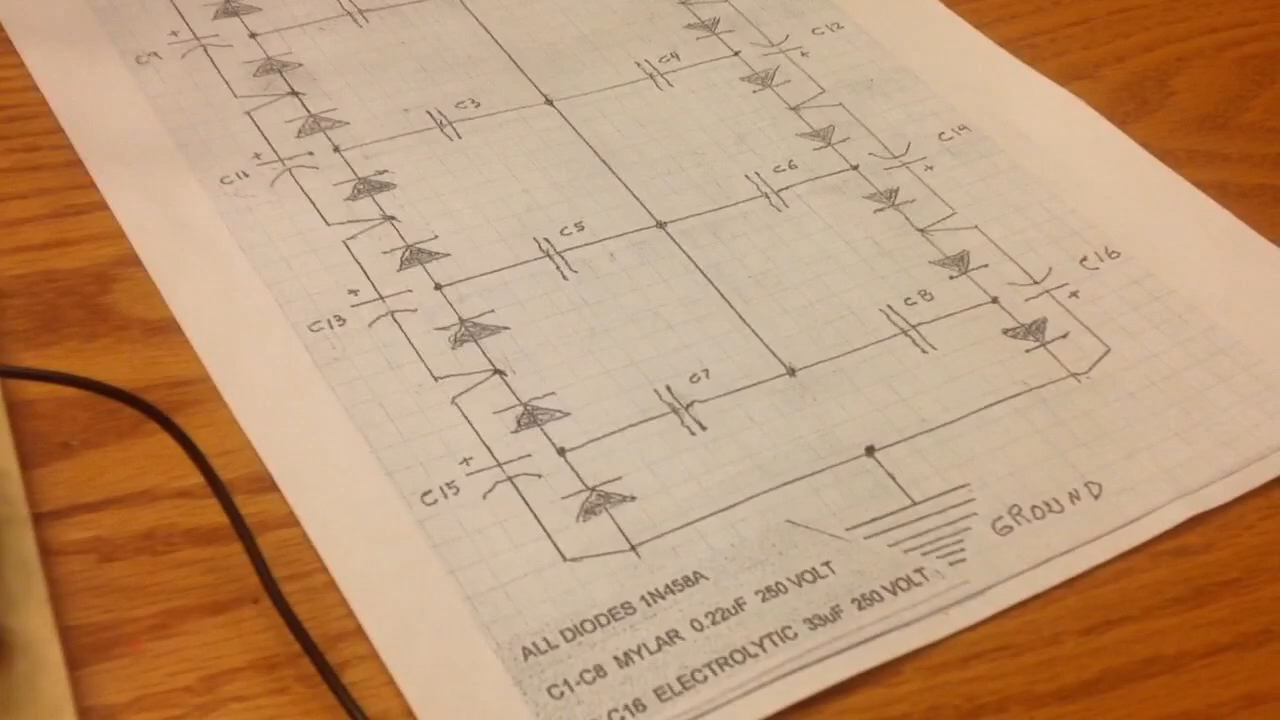 C9
C12
C4
C3
C11
C14
C6
C5
C13
C16
C8
C7
C15
GROUND
ALL DIODES 1N458A
C1-C8 MYLAR 0.22uF 250 VOLT
C16 ELECTROLYTIC 33uF 250 VOLT